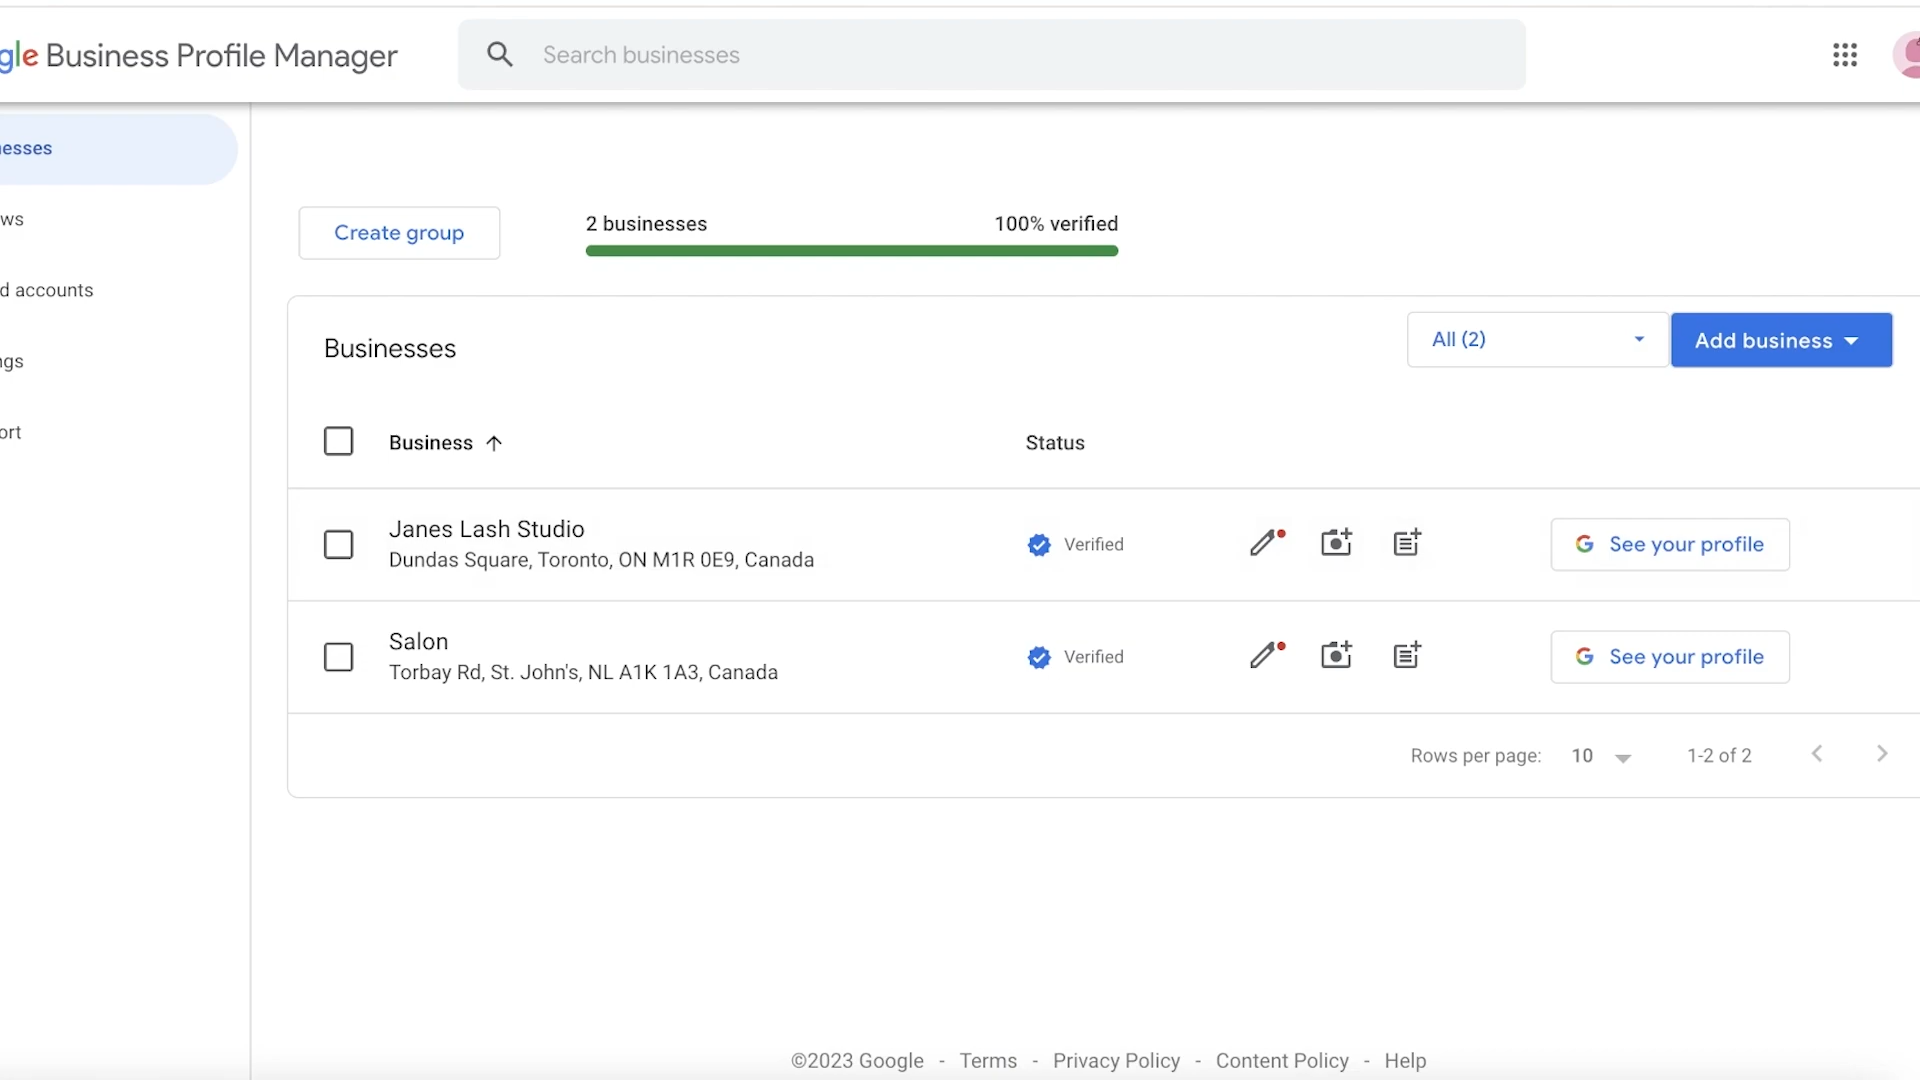 gle Business Profile Manager
Search businesses
esses
ws
d accounts
ngs
ort
Create group
2 businesses
100% verified
Businesses
All (2)
Add business
Business
Status
Janes Lash Studio
Dundas Square, Toronto, ON M1R 0E9, Canada
Verified
See your profile
Salon
Torbay Rd, St. John's, NL A1K 1A3, Canada
Verified
See your profile
Rows per page: 10 1-2 of 2
©2023 Google - Terms - Privacy Policy - Content Policy - Help